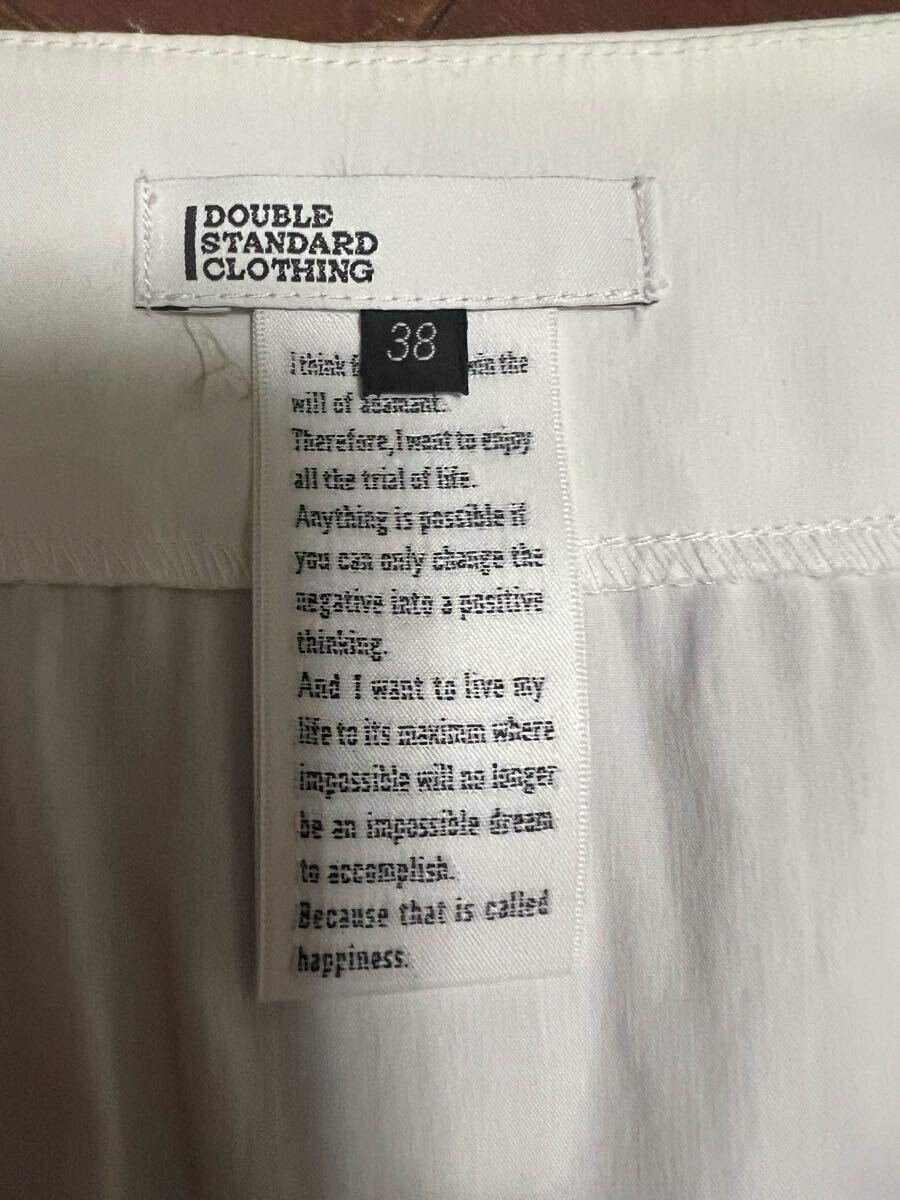 DOUBLE
STANDARD
CLOTHING
38
I think the
will of adamant.
Therefore, I want to enjoy
all the trial of life.
Anything is possible if
you can only change the
negative into a positive
thinking.
And I want to live my
life to its maximum where
impossible will no longer
be an impossible dream
to accomplish.
Because that is called
happiness.